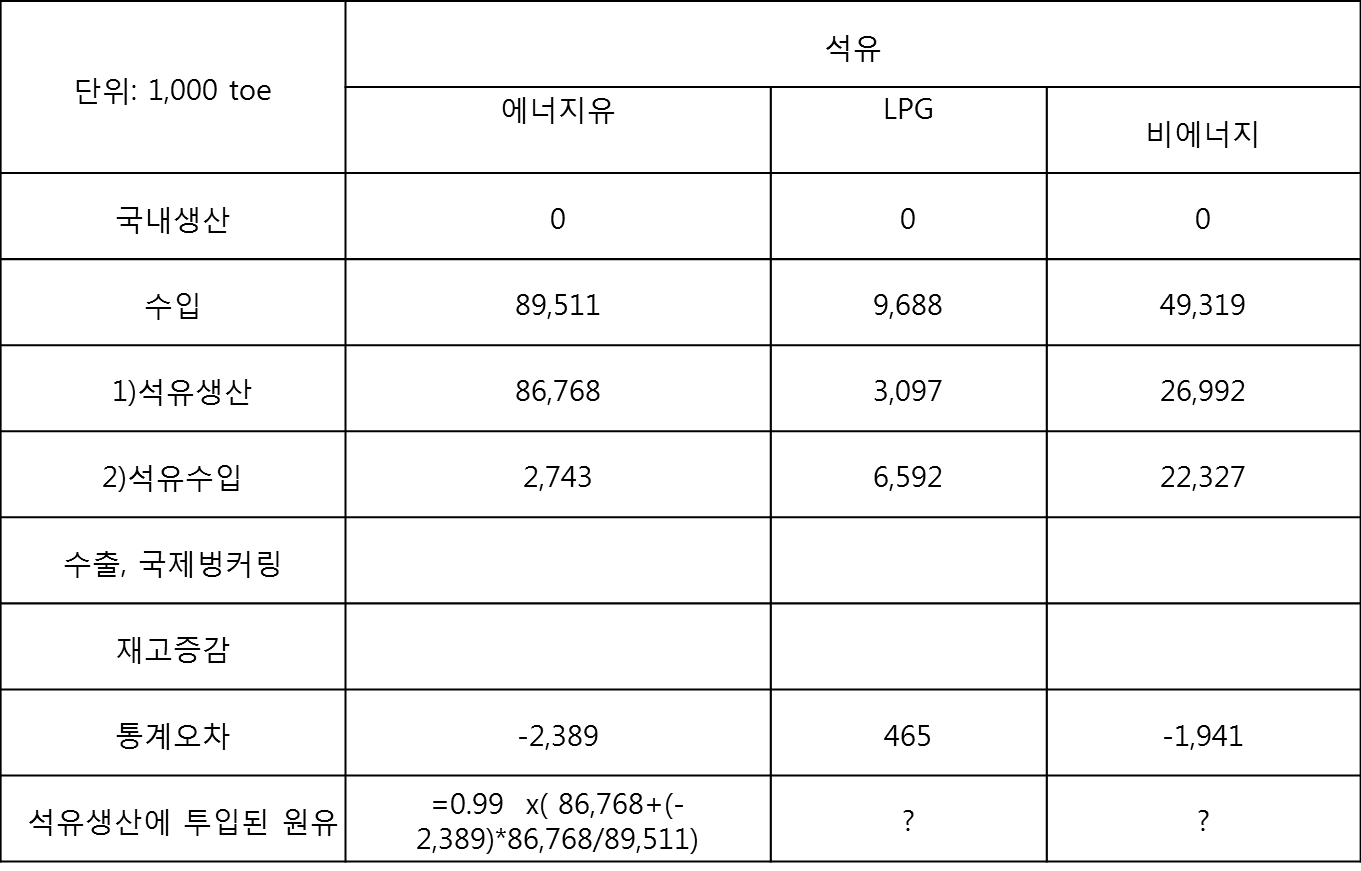 단위: 1,000 toe
석유
에너지유
LPG
비에너지
국내생산
0
0
0
수입
89,511
9,688
49,319
1)석유생산
86,768
3,097
26,992
2)석유수입
2,743
6,592
22,327
수출, 국제벙커링
재고증감
통계오차
-2,389
465
-1,941
석유생산에 투입된 원유
=0.99 x( 86,768+(-
2,389)*86,768/89,511)
?
?